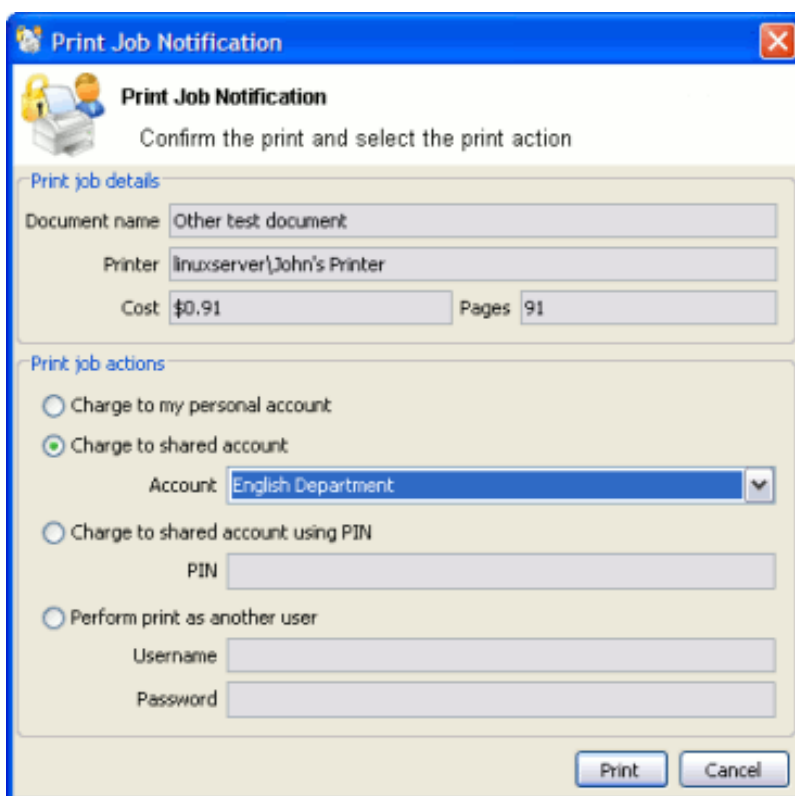 Print Job Notification
Print Job Notification
Confirm the print and select the print action
Print job details
Document name Other test document
Printer linuxserver\John's Printer
Cost $0.91 Pages 91
Print job actions
Charge to my personal account
Charge to shared account
Account English Department
Charge to shared account using PIN
PIN
Perform print as another user
Username
Password
Print Cancel